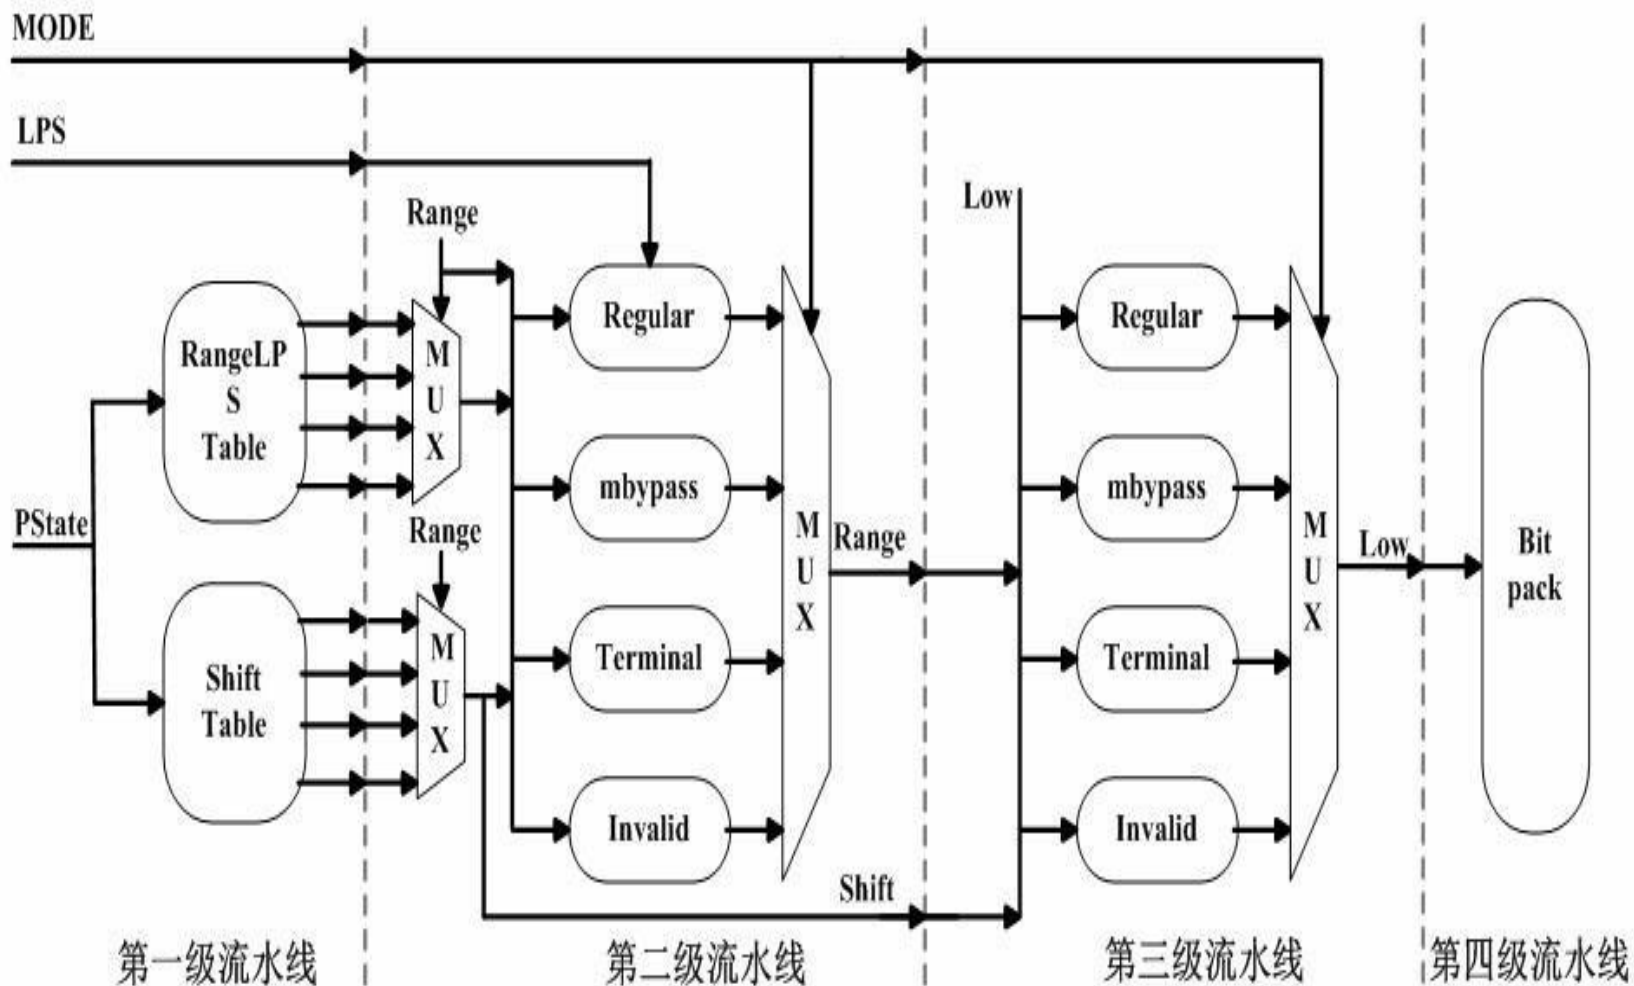 MODE
LPS
Range
Low
RangeLP
S
Table
M
U
X
Regular
Regular
mbypass
mbypass
PState
Range
M
U
X
Range
M
U
X
Low
Bit
pack
Shift
Table
M
U
X
Terminal
Terminal
Invalid
Invalid
Shift
第一级流水线
第二级流水线
第三级流水线
第四级流水线